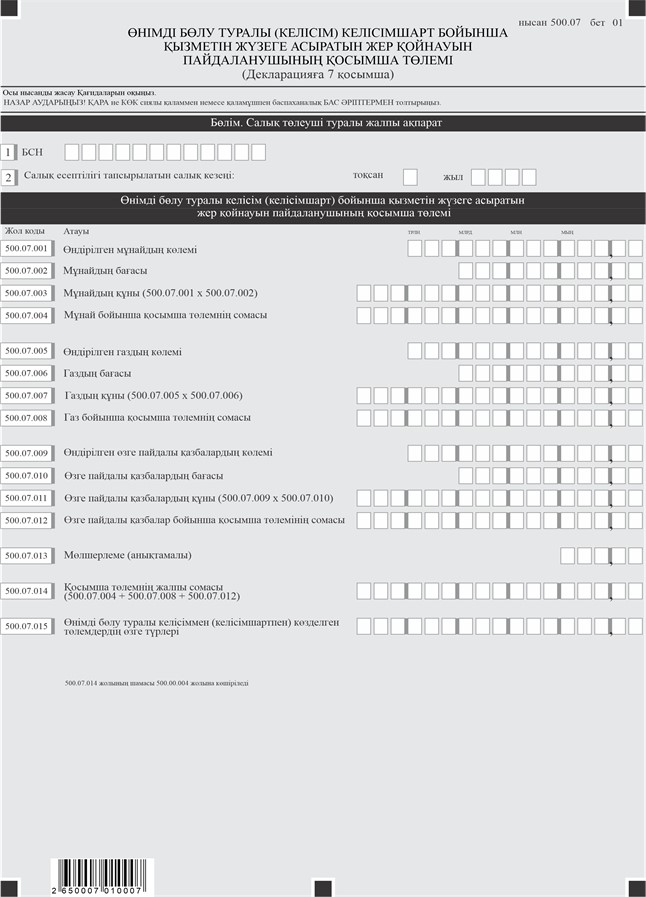 нысан 500.07 бет 01
ӨНІМДІ БӨЛУ ТУРАЛЫ (КЕЛІСІМ) КЕЛІСІМШАРТ БОЙЫНША
ҚЫЗМЕТІН ЖҮЗЕГЕ АСЫРАТЫН ЖЕР ҚОЙНАУЫН
ПАЙДАЛАНУШЫНЫҢ ҚОСЫМША ТӨЛЕМІ
(Декларацияға 7 қосымша)
Осы нысанды жасау Қағидаларын оқыңыз.
НАЗАР АУДАРЫҢЫЗ! ҚАРА не КӨК сиялы қаламмен немесе қаламұшпен баспаханалық БАС ӘРІПТЕРМЕН толтырыңыз.
Бөлім. Салық төлеуші туралы жалпы ақпарат
1 БСН
2 Салық есептілігі тапсырылатын салық кезеңі: тоқсан жыл
Өнімді бөлу туралы келісім (келісімшарт) бойынша қызметін жүзеге асыратын
жер қойнауын пайдаланушының қосымша төлемі
Жол коды Атауы трлн млрд млн мың
500.07.001 Өндірілген мұнайдың көлемі
500.07.002 Мұнайдың бағасы
500.07.003 Мұнайдың құны (500.07.001 х 500.07.002)
500.07.004 Мұнай бойынша қосымша төлемнің сомасы
500.07.005 Өндірілген газдың көлемі
500.07.006 Газдың бағасы
500.07.007 Газдың құны (500.07.005 х 500.07.006)
500.07.008 Газ бойынша қосымша төлемнің сомасы
500.07.009 Өндірілген өзге пайдалы қазбалардың көлемі
500.07.010 Өзге пайдалы қазбалардың бағасы
500.07.011 Өзге пайдалы қазбалардың құны (500.07.009 х 500.07.010)
500.07.012 Өзге пайдалы қазбалар бойынша қосымша төлемінің сомасы
500.07.013 Мөлшерлеме (анықтамалы)
500.07.014 Қосымша төлемнің жалпы сомасы
(500.07.004 + 500.07.008 + 500.07.012)
500.07.015 Өнімді бөлу туралы келісіммен (келісімшартпен) көзделген
төлемдердің өзге түрлері
500.07.014 жолының шамасы 500.00.004 жолына көшіріледі
2 650007 010007